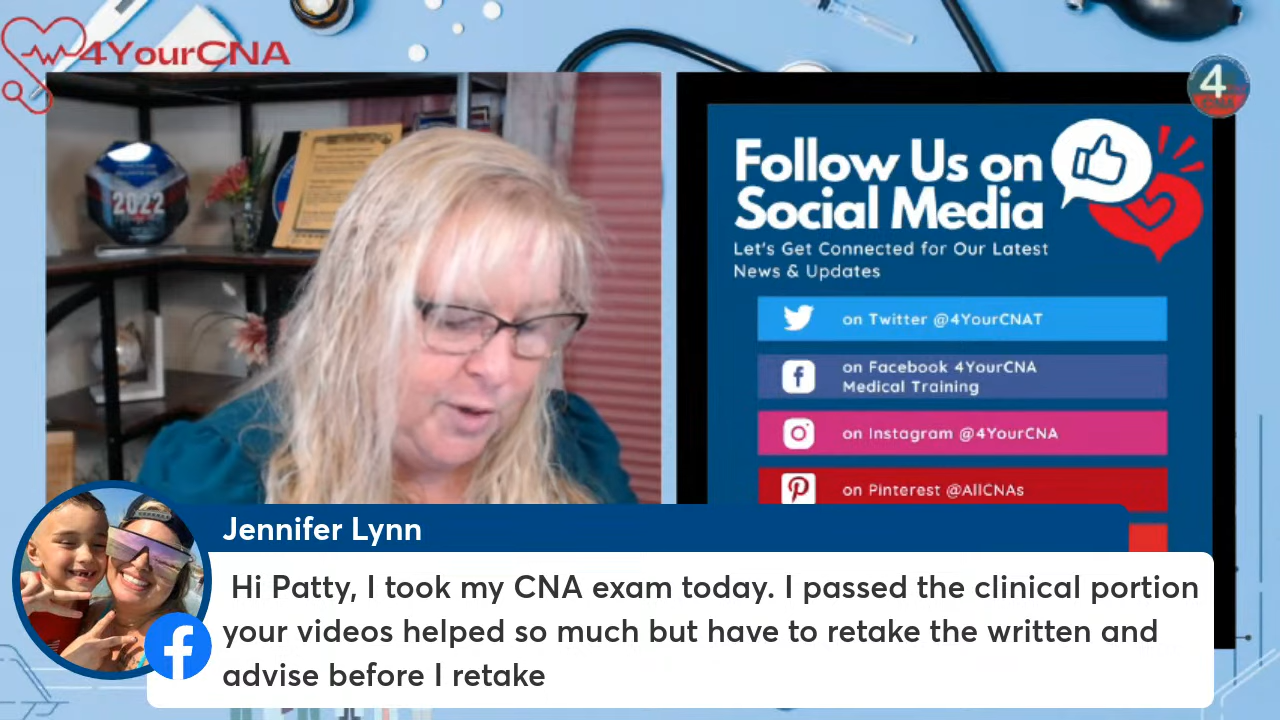 4YourCNA
2022
4
CNA
Follow Us on
Social Media
Let's Get Connected for Our Latest
News & Updates
on Twitter @4YourCNAT
on Facebook 4YourCNA
Medical Training
on Instagram @4YourCNA
on Pinterest @AllCNAs
Jennifer Lynn
Hi Patty, I took my CNA exam today. I passed the clinical portion
your videos helped so much but have to retake the written and
advise before I retake